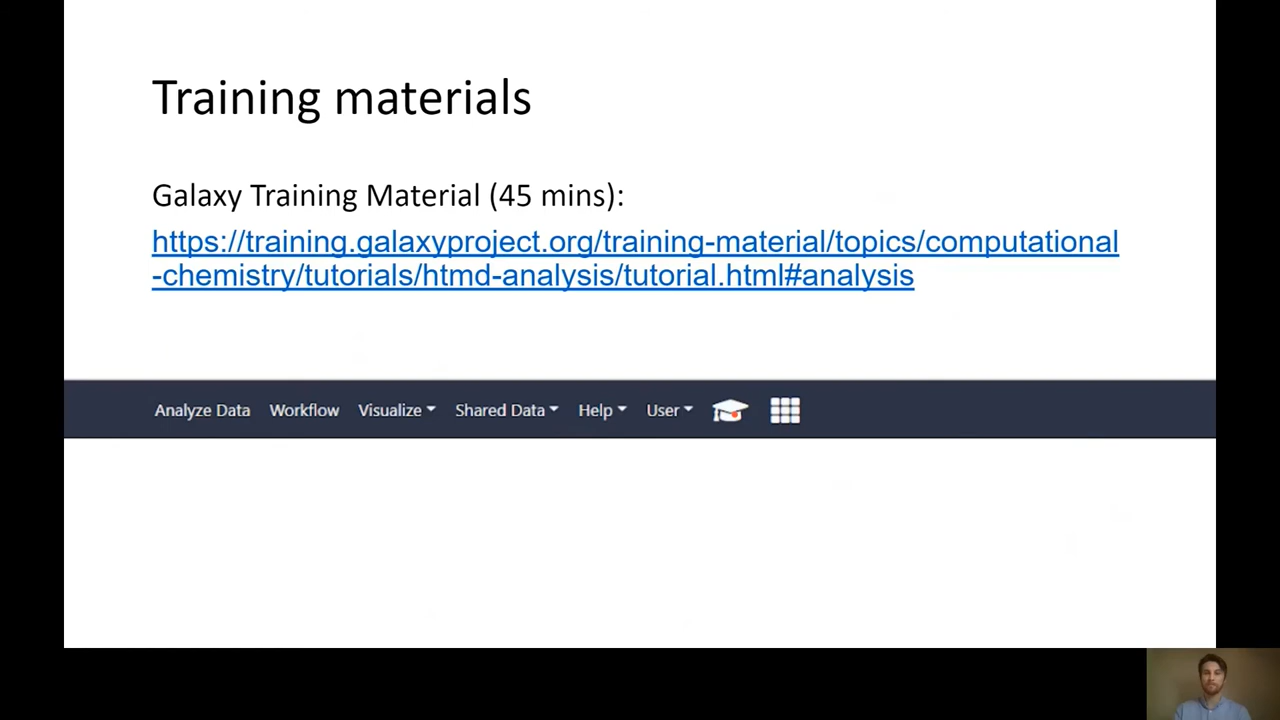 Training materials
Galaxy Training Material (45 mins):
https://training.galaxyproject.org/training-material/topics/computational
-chemistry/tutorials/htmd-analysis/tutorial.html#analysis
Analyze Data Workflow Visualize Shared Data Help User